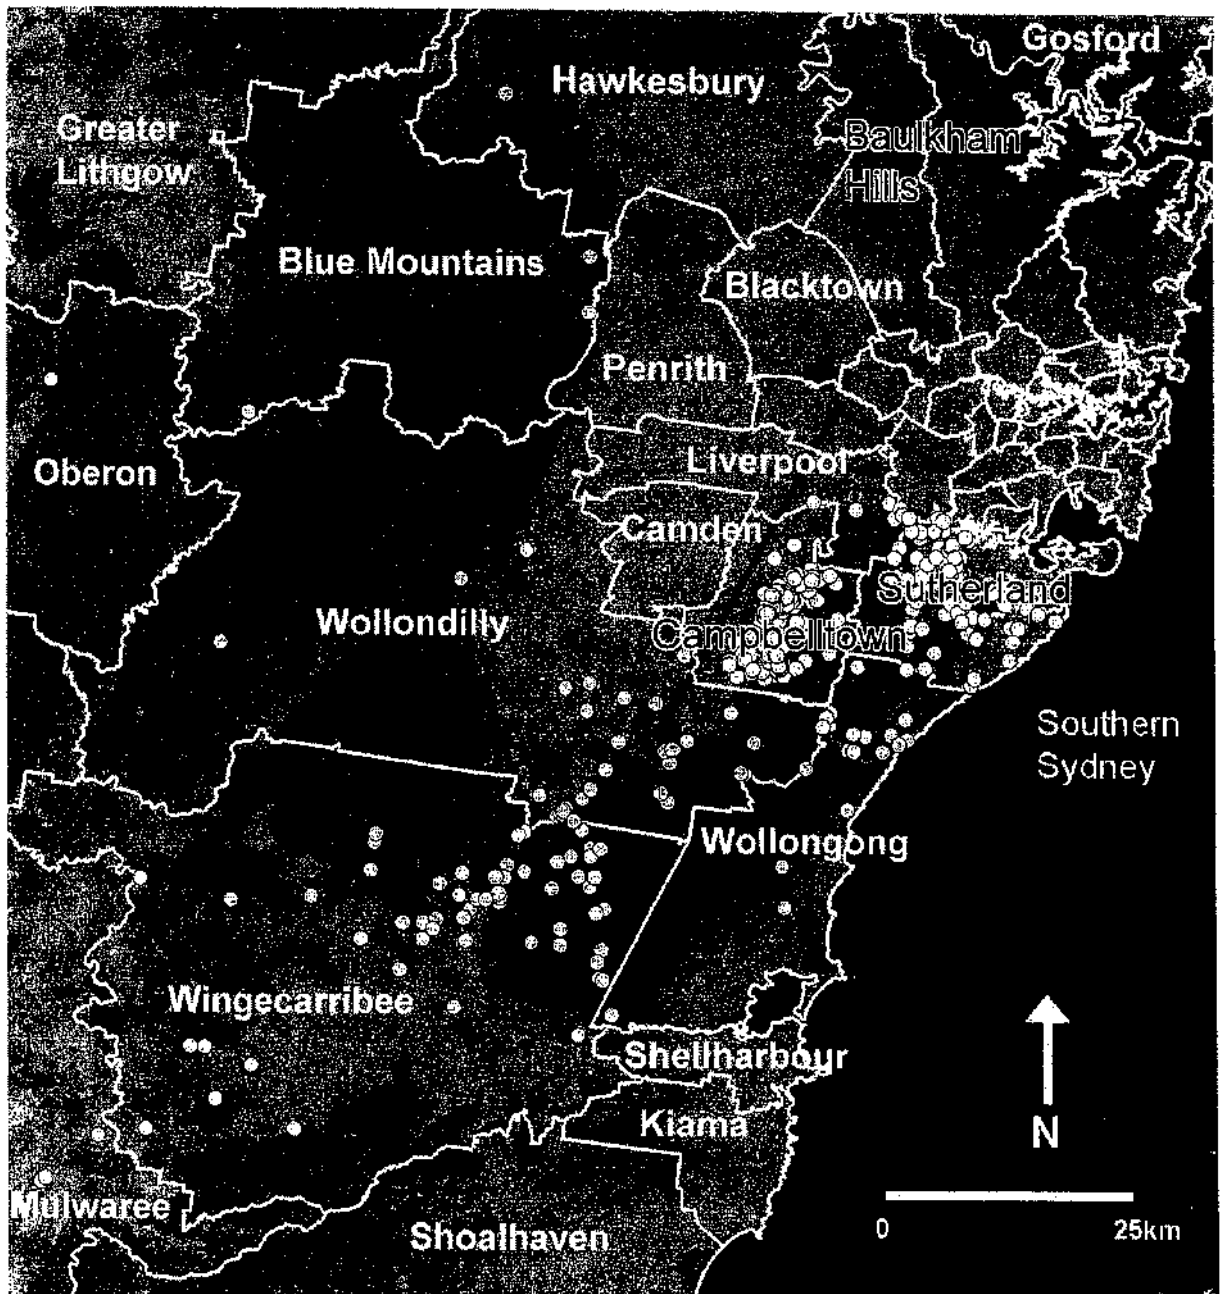 Gosford
Hawkesbury
Greater
Lithgow
Baulkham
Hills
Blue Mountains
Blacktown
Penrith
Oberon
Liverpool
Camden
Sutherland
Wollondilly
Campbelltown
Southern
Sydney
Wollongong
Wingecarribee
Shellharbour
Kiama
N
Mulwaree
Shoalhaven
0
25km